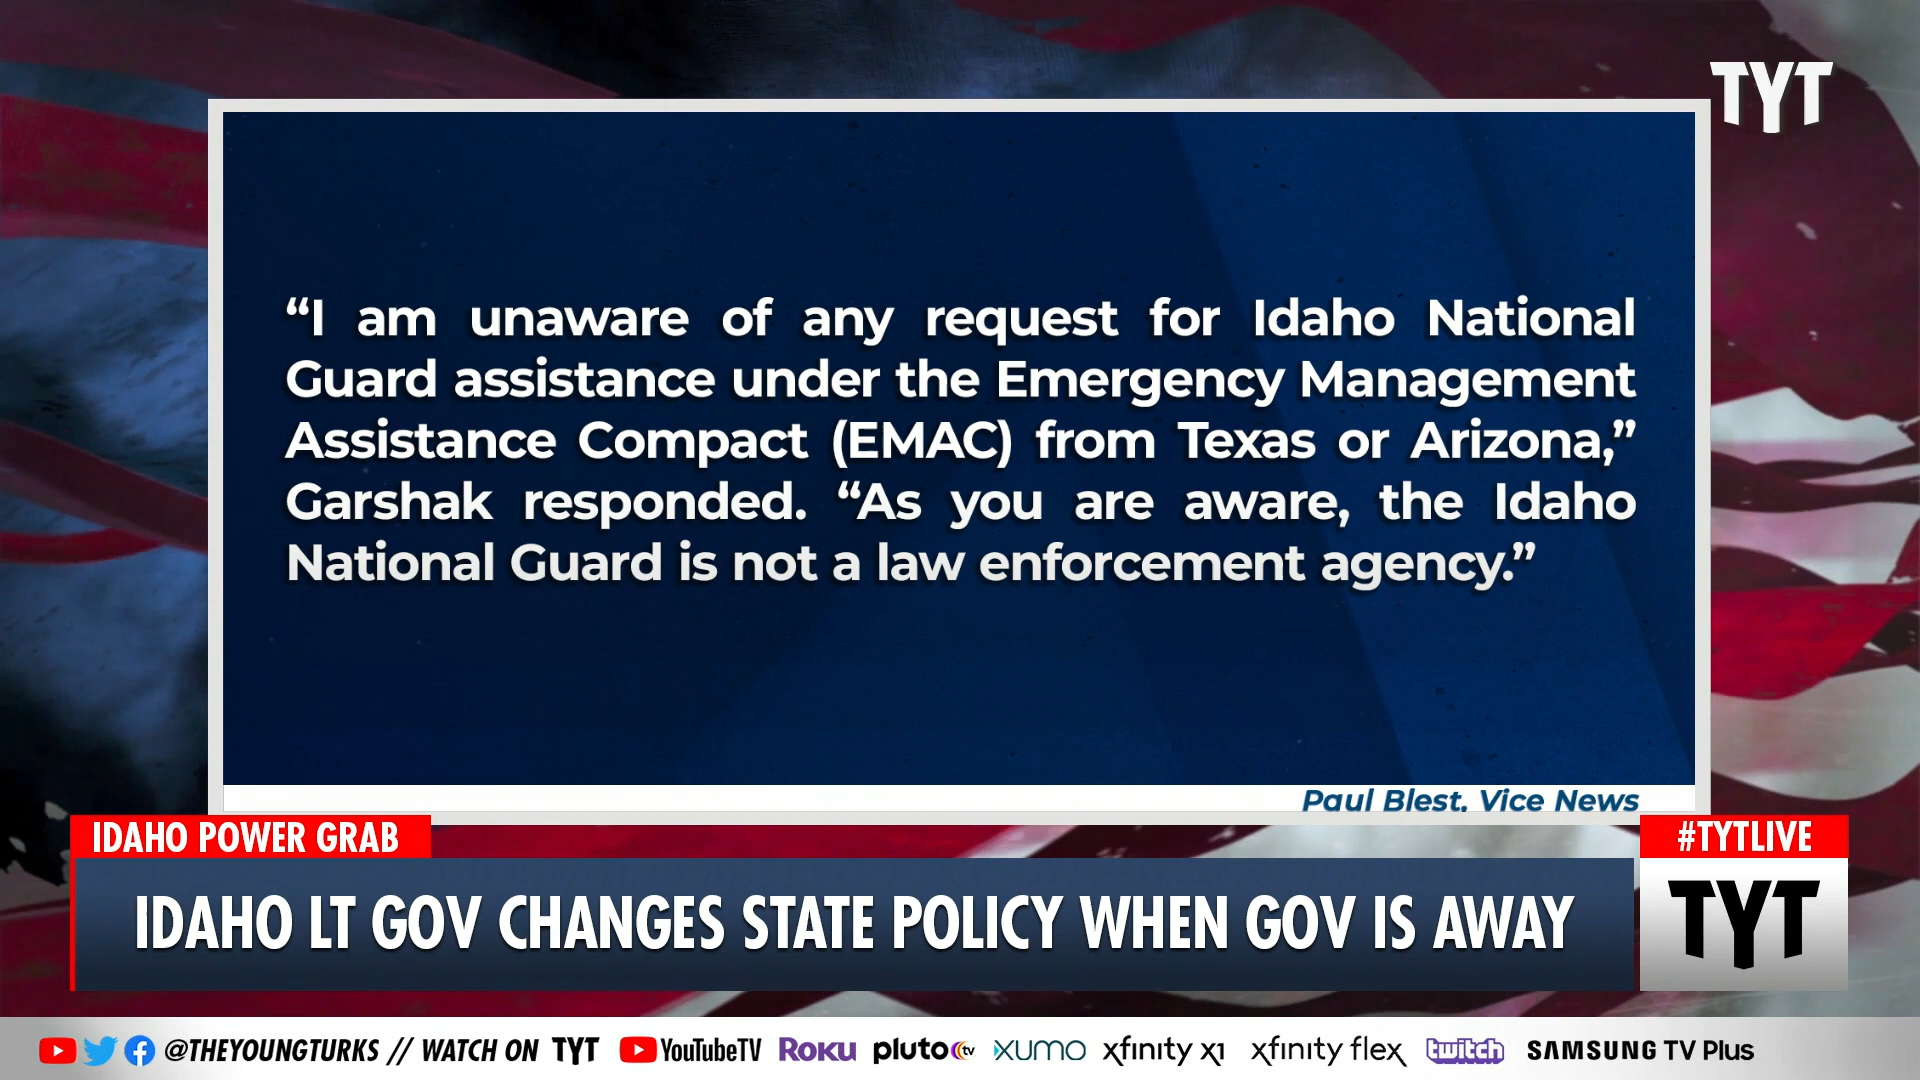 TYT
“I am unaware of any request for Idaho National
Guard assistance under the Emergency Management
Assistance Compact (EMAC) from Texas or Arizona,”
Garshak responded. “As you are aware, the Idaho
National Guard is not a law enforcement agency.”
Paul Blest, Vice News
IDAHO POWER GRAB
#TYTLIVE
IDAHO LT GOV CHANGES STATE POLICY WHEN GOV IS AWAY
TYT
@THEYOUNGTURKS // WATCH ON TYT YouTubeTV ROKU pluto tv XUMO xfinity x1 xfinity flex twitch SAMSUNG TV Plus